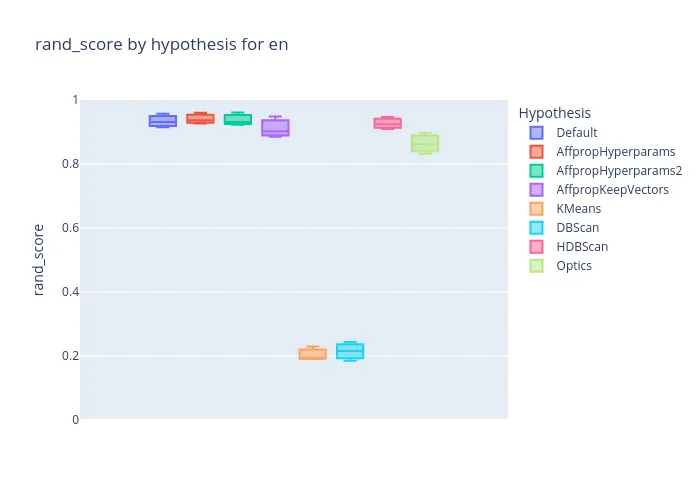 rand_score by hypothesis for en
Hypothesis
Default
AffpropHyperparams
AffpropHyperparams2
AffpropKeepVectors
KMeans
DBScan
HDBScan
Optics
rand_score
1
0.8
0.6
0.4
0.2
0